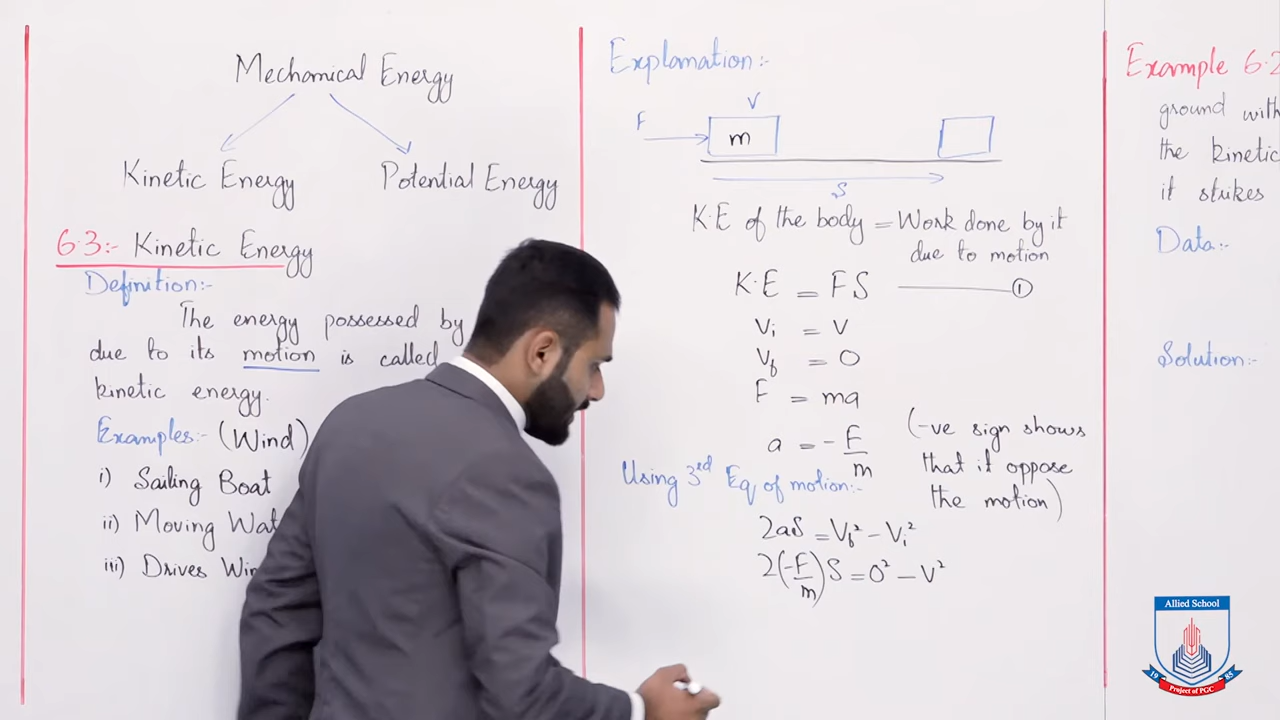 Mechanical Energy
Kinetic Energy
Potential Energy
6.3:- Kinetic Energy
Definition:-
The energy possessed by
due to its motion is called
kinetic energy.
Examples:- (Wind)
i) Sailing Boat
ii) Moving Wat
iii) Drives Win
Explanation:-
F
V
m
S
K.E of the body = Work done by it
due to motion
K.E = FS ——— ①
Vi = V
Vf = 0
F = ma
a = -F/m
(-ve sign shows
that it oppose
the motion)
Using 3rd Eq of motion:-
2aS = Vf² - Vi²
2(-F/m)S = 0² - V²
Example 6.2
ground with
the kinetic
it strikes
Data:-
Solution:-
Allied School
19 85
Project of PGC